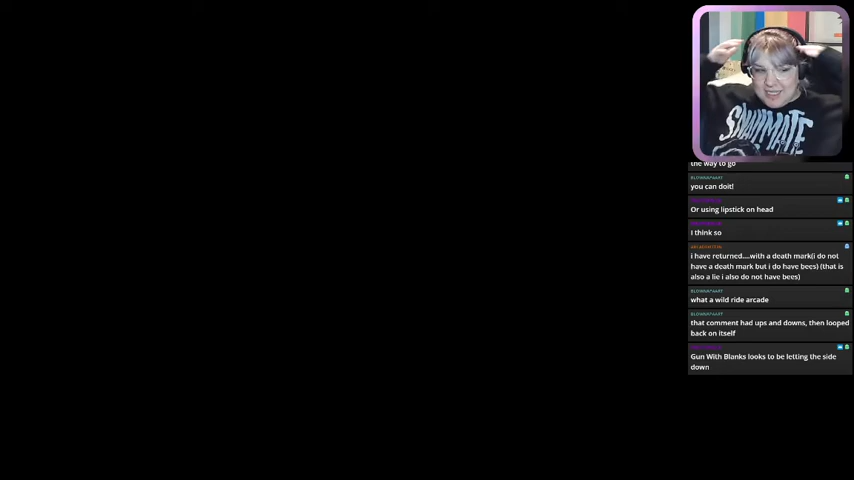 the way to go
BLOWNAPAART
you can doit!
Or using lipstick on head
I think so
i have returned....with a death mark(i do not
have a death mark but i do have bees) (that is
also a lie i also do not have bees)
BLOWNAPAART
what a wild ride arcade
BLOWNAPAART
that comment had ups and downs, then looped
back on itself
Gun With Blanks looks to be letting the side
down